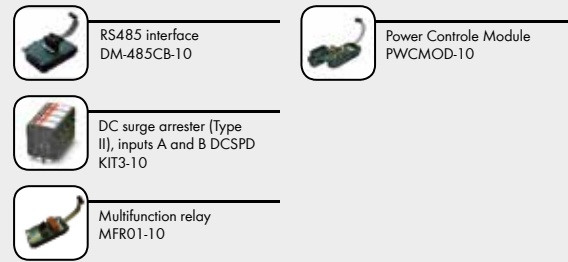 RS485 interface
DM-485CB-10
Power Controle Module
PWCMOD-10
DC surge arrester (Type
II), inputs A and B DCSPD
KIT3-10
Multifunction relay
MFR01-10